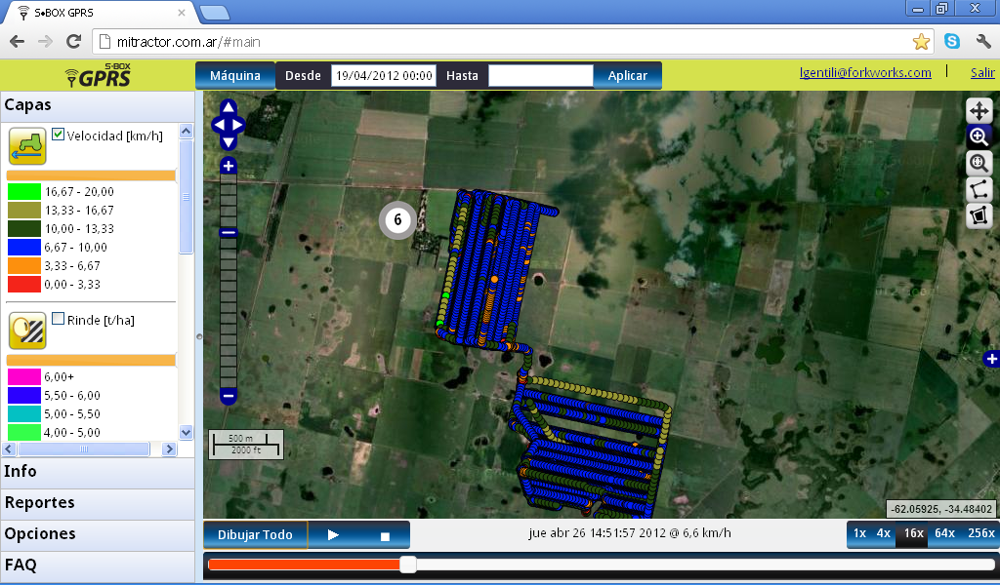 S•BOX GPRS
mitractor.com.ar/#main
S•BOX
GPRS
Máquina Desde 19/04/2012 00:00 Hasta Aplicar
lgentili@forkworks.com | Salir
Capas
Velocidad [km/h]
16,67 - 20,00
13,33 - 16,67
10,00 - 13,33
6,67 - 10,00
3,33 - 6,67
0,00 - 3,33
Rinde [t/ha]
6,00+
5,50 - 6,00
5,00 - 5,50
4,00 - 5,00
Info
Reportes
Opciones
FAQ
6
500 m
2000 ft
-62.05925, -34.48402
Dibujar Todo
jue abr 26 14:51:57 2012 @ 6,6 km/h
1x 4x 16x 64x 256x